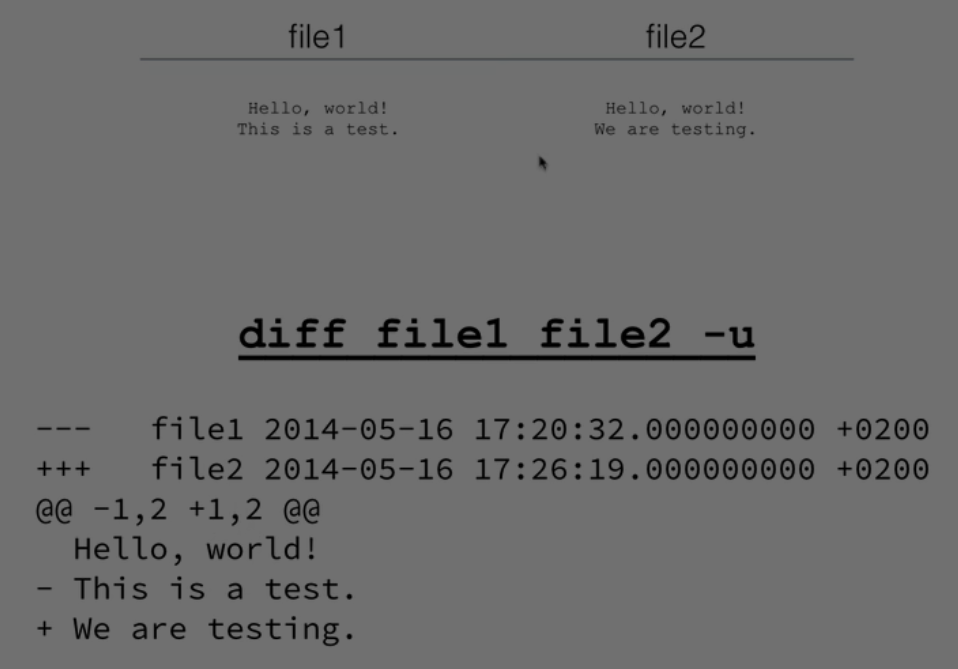 file1 file2
Hello, world! Hello, world!
This is a test. We are testing.
diff file1 file2 -u
--- file1 2014-05-16 17:20:32.000000000 +0200
+++ file2 2014-05-16 17:26:19.000000000 +0200
@@ -1,2 +1,2 @@
Hello, world!
- This is a test.
+ We are testing.